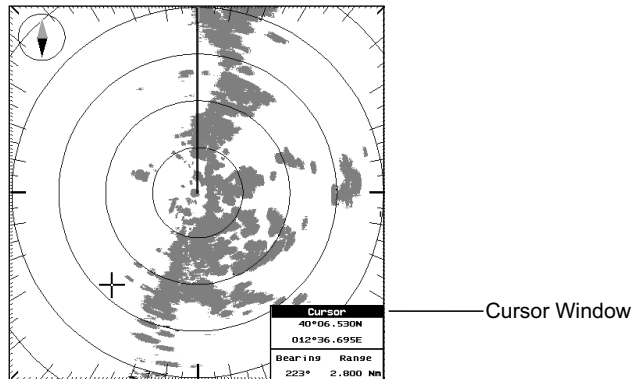 Cursor
40°06.530N
012°36.695E
Bearing Range
223° 2.800 Nm
Cursor Window